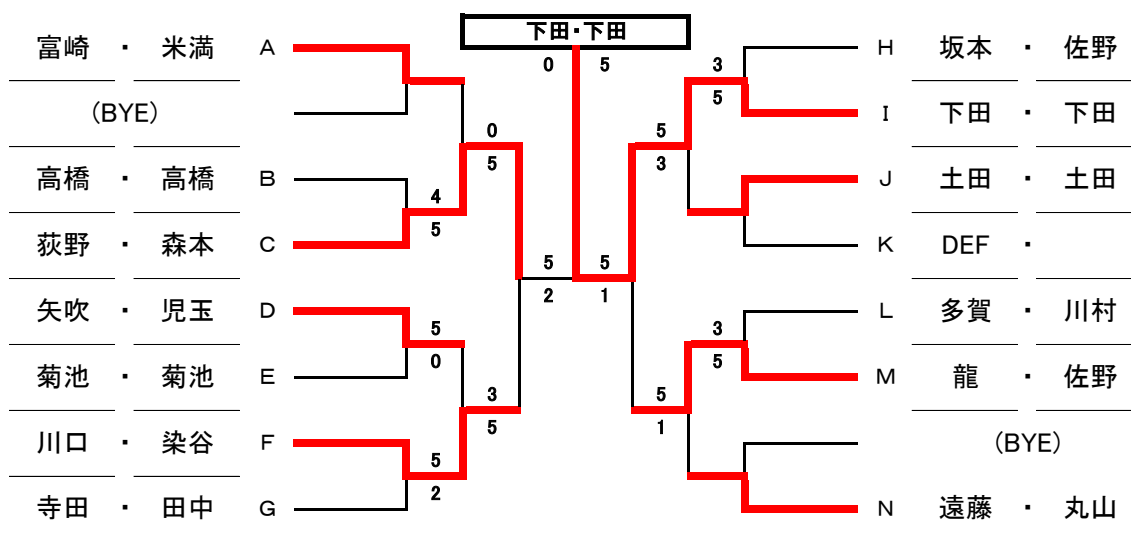 下田・下田
0 5
富崎 ・ 米満 A
(BYE)
高橋 ・ 高橋 B
荻野 ・ 森本 C
矢吹 ・ 児玉 D
菊池 ・ 菊池 E
川口 ・ 染谷 F
寺田 ・ 田中 G
0
5
4
5
5
2
5
0
3
5
5
2
3
5
5
3
5
1
3
5
5
1
H 坂本 ・ 佐野
I 下田 ・ 下田
J 土田 ・ 土田
K DEF ・
L 多賀 ・ 川村
M 龍 ・ 佐野
(BYE)
N 遠藤 ・ 丸山